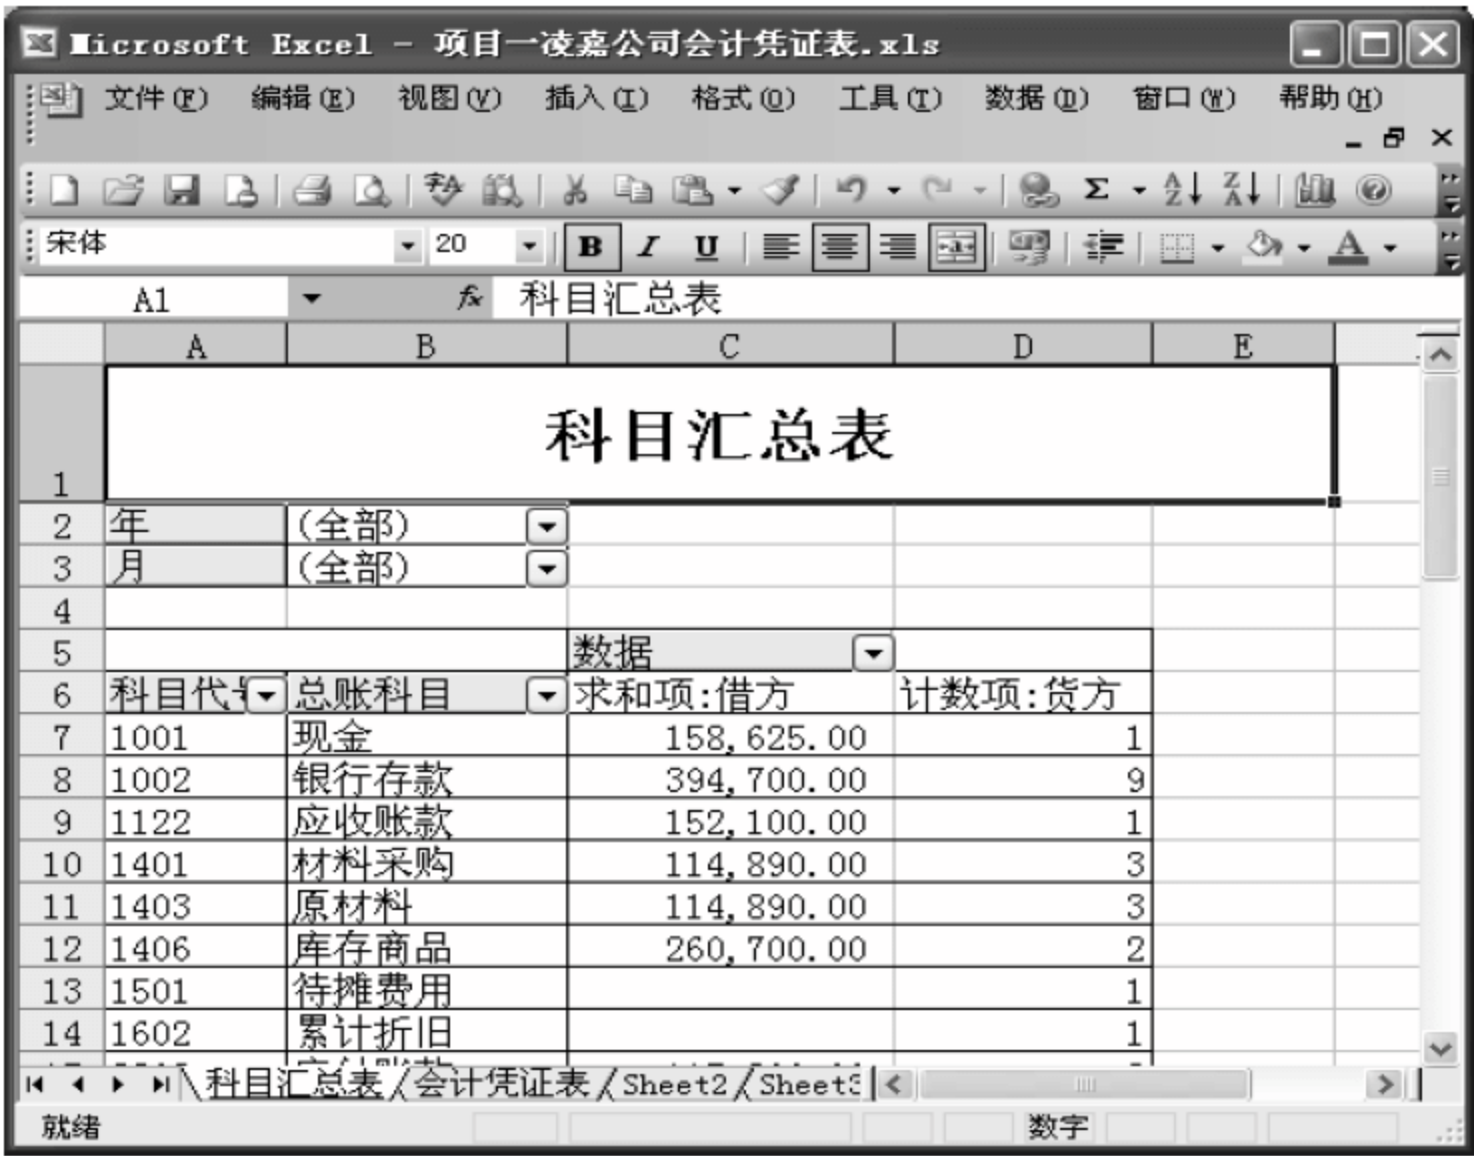 Microsoft Excel - 项目一凌嘉公司会计凭证表.xls
文件(F) 编辑(E) 视图(V) 插入(I) 格式(O) 工具(T) 数据(D) 窗口(W) 帮助(H)
宋体 20 B I U A
A1 fx 科目汇总表
A B C D E
1 科目汇总表
2 年 (全部)
3 月 (全部)
4
5 数据
6 科目代号 总账科目 求和项:借方 计数项:货方
7 1001 现金 158,625.00 1
8 1002 银行存款 394,700.00 9
9 1122 应收账款 152,100.00 1
10 1401 材料采购 114,890.00 3
11 1403 原材料 114,890.00 3
12 1406 库存商品 260,700.00 2
13 1501 待摊费用 1
14 1602 累计折旧 1
科目汇总表 会计凭证表 Sheet2 Sheet3
就绪 数字